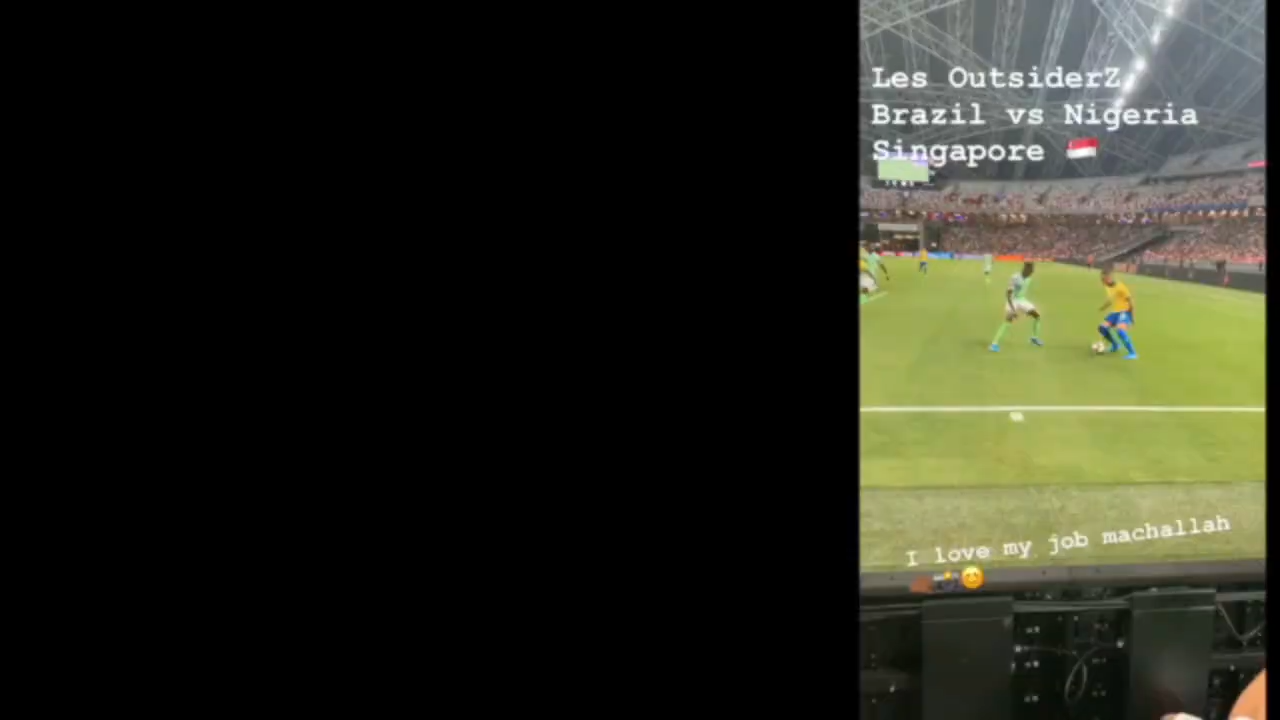 Les OutsiderZ
Brazil vs Nigeria
Singapore 🇮🇩
I love my job machallah